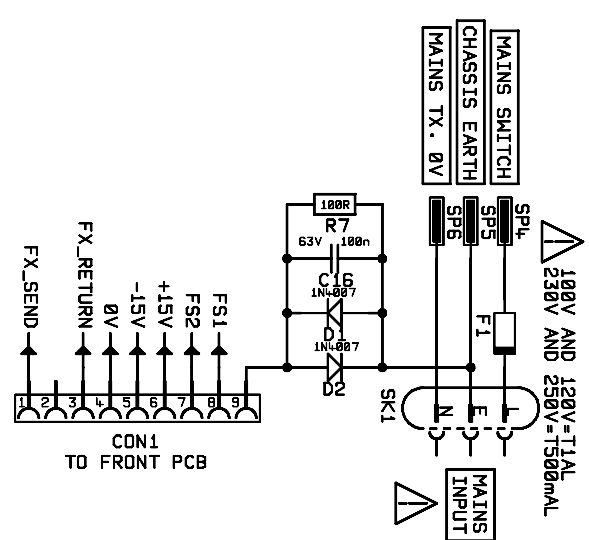 MAINS TX. 0V
CHASSIS EARTH
MAINS SWITCH
SP6
SP5
SP4
100R
R7
63V 100n
C16
1N4007
D1
1N4007
D2
FX_SEND
FX_RETURN
0V
-15V
+15V
FS2
FS1
1 2 3 4 5 6 7 8 9
CON1
TO FRONT PCB
F1
100V AND 120V=T1AL
230V AND 250V=T500mAL
SK1
N E L
MAINS
INPUT